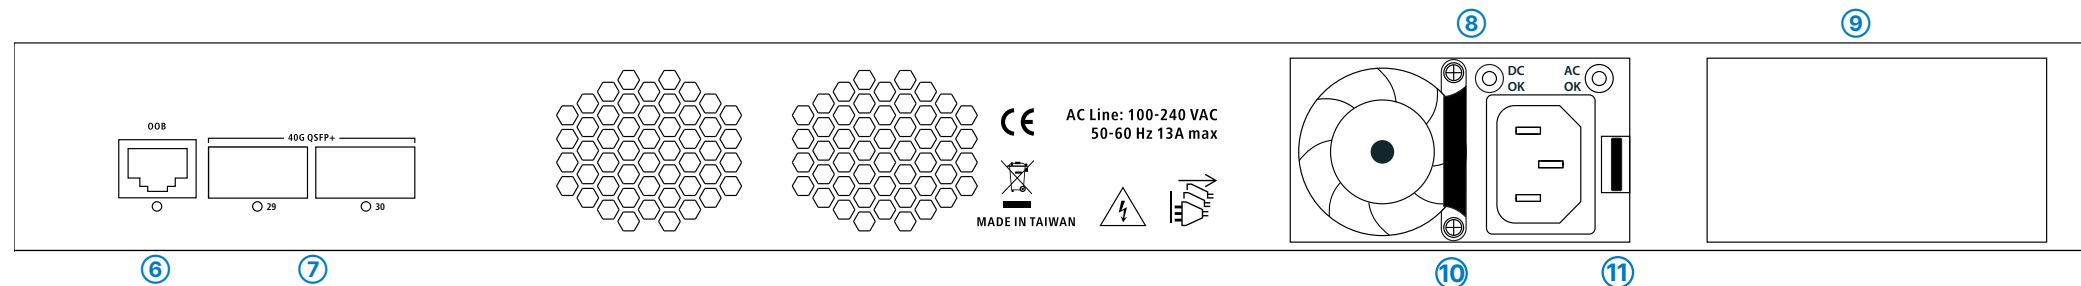 ⑧
⑨
OOB
40G QSFP+
29
30
CE
AC Line: 100-240 VAC
50-60 Hz 13A max
MADE IN TAIWAN
DC
OK
AC
OK
⑥
⑦
⑩
⑪